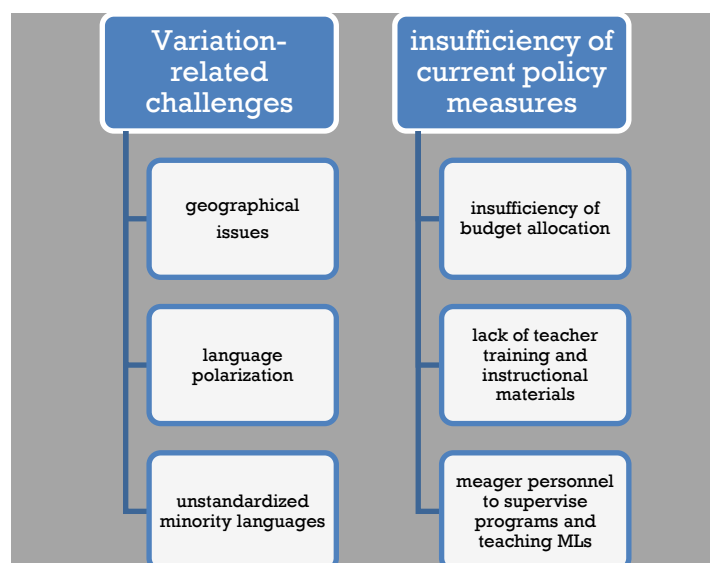 Variation-
related
challenges
geographical
issues
language
polarization
unstandardized
minority languages
insufficiency of
current policy
measures
insufficiency of
budget allocation
lack of teacher
training and
instructional
materials
meager personnel
to supervise
programs and
teaching MLs